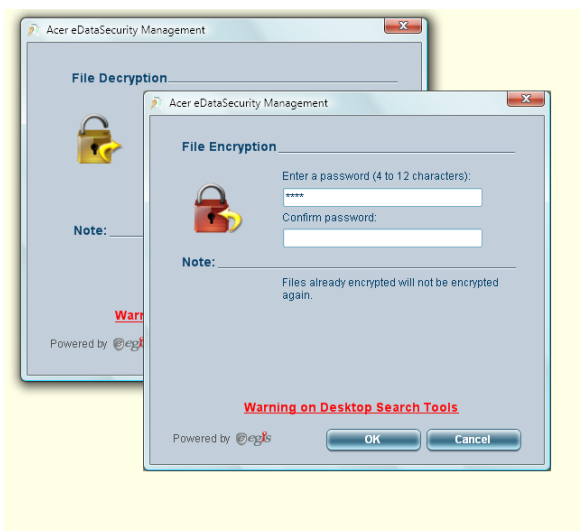 Acer eDataSecurity Management
File Decryption
Note:
Powered by egi
Acer eDataSecurity Management
File Encryption
Enter a password (4 to 12 characters):
****
Confirm password:
Note:
Files already encrypted will not be encrypted
again.
Warning on Desktop Search Tools
Powered by egis
OK Cancel